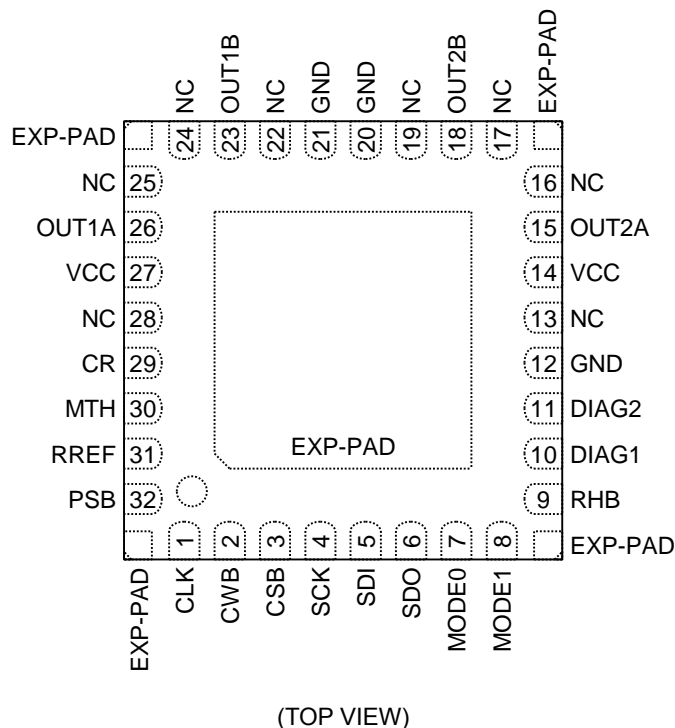 NC
OUT1B
NC
GND
GND
NC
OUT2B
NC
EXP-PAD
EXP-PAD
24
23
22
21
20
19
18
17
NC 25
16 NC
OUT1A 26
15 OUT2A
VCC 27
14 VCC
NC 28
13 NC
CR 29
12 GND
MTH 30
11 DIAG2
RREF 31
EXP-PAD
10 DIAG1
PSB 32
9 RHB
1
2
3
4
5
6
7
8
EXP-PAD
EXP-PAD
CLK
CWB
CSB
SCK
SDI
SDO
MODE0
MODE1
(TOP VIEW)